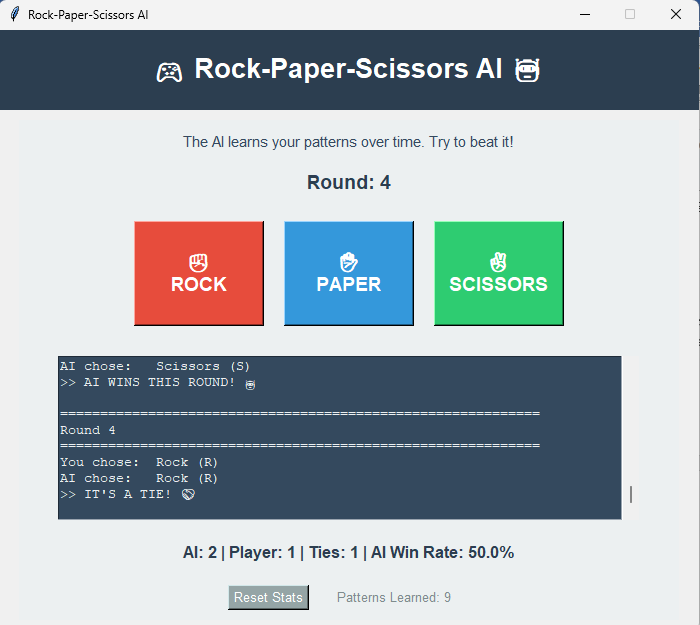 Rock-Paper-Scissors AI
🎮 Rock-Paper-Scissors AI 🤖
The AI learns your patterns over time. Try to beat it!
Round: 4
✊ ROCK
✋ PAPER
✌ SCISSORS
AI chose:   Scissors (S)
>> AI WINS THIS ROUND! 🤖
============================================================
Round 4
============================================================
You chose:  Rock (R)
AI chose:   Rock (R)
>> IT'S A TIE! 🤝
AI: 2 | Player: 1 | Ties: 1 | AI Win Rate: 50.0%
Reset Stats
Patterns Learned: 9